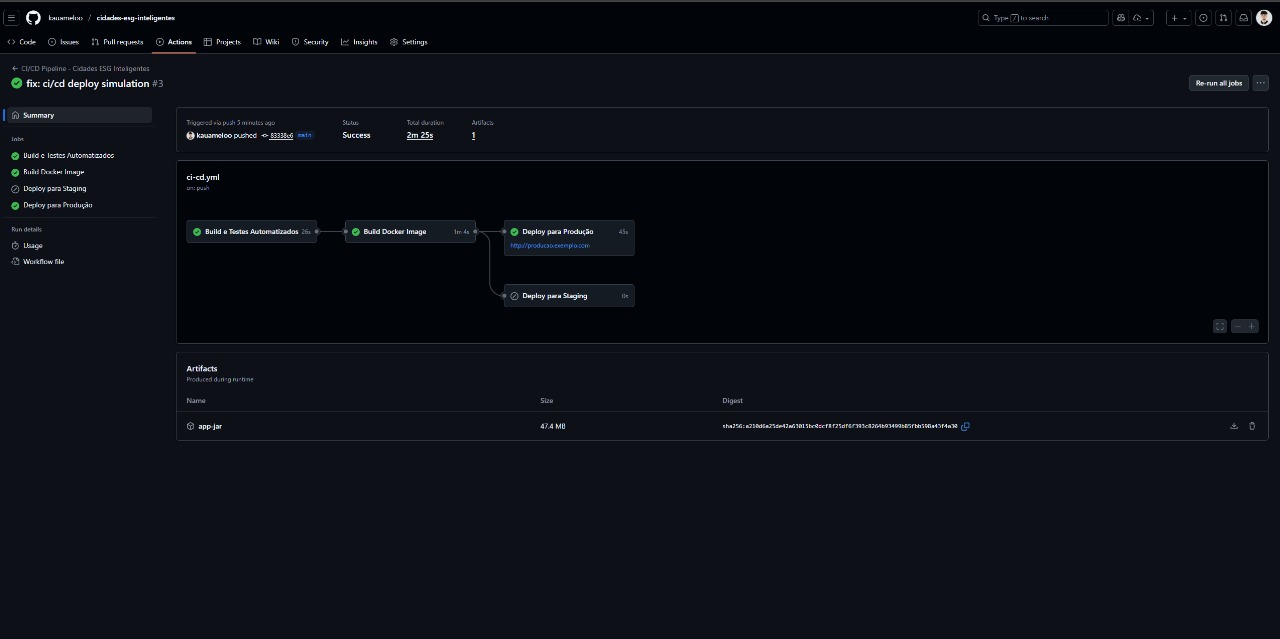 kauameloo / cidades-esg-inteligentes
Type / to search
Code Issues Pull requests Actions Projects Wiki Security Insights Settings
CI/CD Pipeline - Cidades ESG Inteligentes
fix: ci/cd deploy simulation #3
Re-run all jobs
Summary
Jobs
Build e Testes Automatizados
Build Docker Image
Deploy para Staging
Deploy para Produção
Run details
Usage
Workflow file
Triggered via push 5 minutes ago
kauameloo pushed 83338e6 main
Status
Success
Total duration
2m 25s
Artifacts
1
ci-cd.yml
on: push
Build e Testes Automatizados 26s
Build Docker Image 1m 4s
Deploy para Produção 45s
http://producao.exemplo.com
Deploy para Staging 0s
Artifacts
Produced during runtime
Name Size Digest
app-jar 47.4 MB